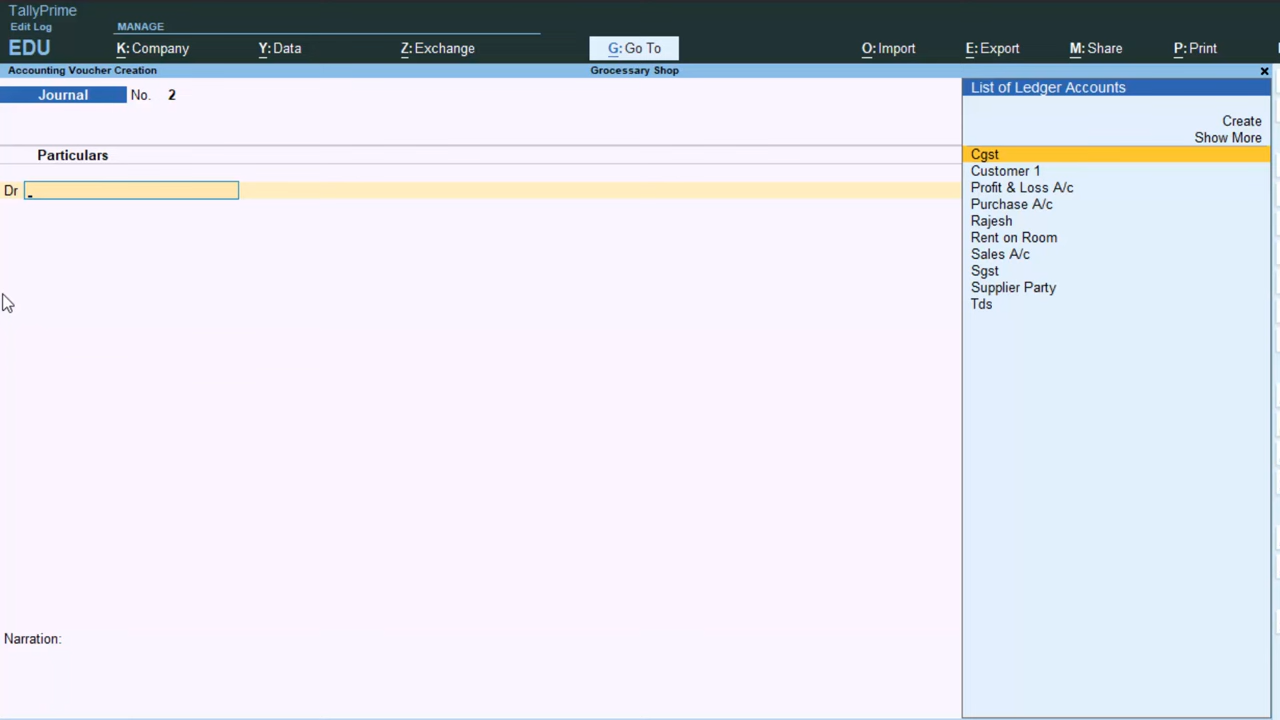 TallyPrime
Edit Log
MANAGE
EDU
K: Company
Y: Data
Z: Exchange
G: Go To
O: Import
E: Export
M: Share
P: Print
Accounting Voucher Creation
Grocessary Shop
Journal No. 2
List of Ledger Accounts
Create
Show More
Particulars
Dr
Cgst
Customer 1
Profit & Loss A/c
Purchase A/c
Rajesh
Rent on Room
Sales A/c
Sgst
Supplier Party
Tds
Narration: